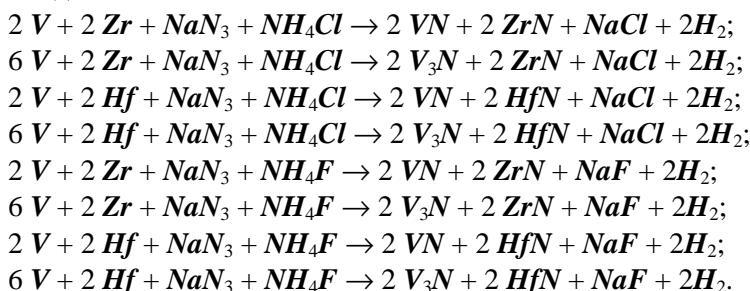 2 V + 2 Zr + NaN₃ + NH₄Cl → 2 VN + 2 ZrN + NaCl + 2H₂;
6 V + 2 Zr + NaN₃ + NH₄Cl → 2 V₃N + 2 ZrN + NaCl + 2H₂;
2 V + 2 Hf + NaN₃ + NH₄Cl → 2 VN + 2 HfN + NaCl + 2H₂;
6 V + 2 Hf + NaN₃ + NH₄Cl → 2 V₃N + 2 HfN + NaCl + 2H₂;
2 V + 2 Zr + NaN₃ + NH₄F → 2 VN + 2 ZrN + NaF + 2H₂;
6 V + 2 Zr + NaN₃ + NH₄F → 2 V₃N + 2 ZrN + NaF + 2H₂;
2 V + 2 Hf + NaN₃ + NH₄F → 2 VN + 2 HfN + NaF + 2H₂;
6 V + 2 Hf + NaN₃ + NH₄F → 2 V₃N + 2 HfN + NaF + 2H₂.